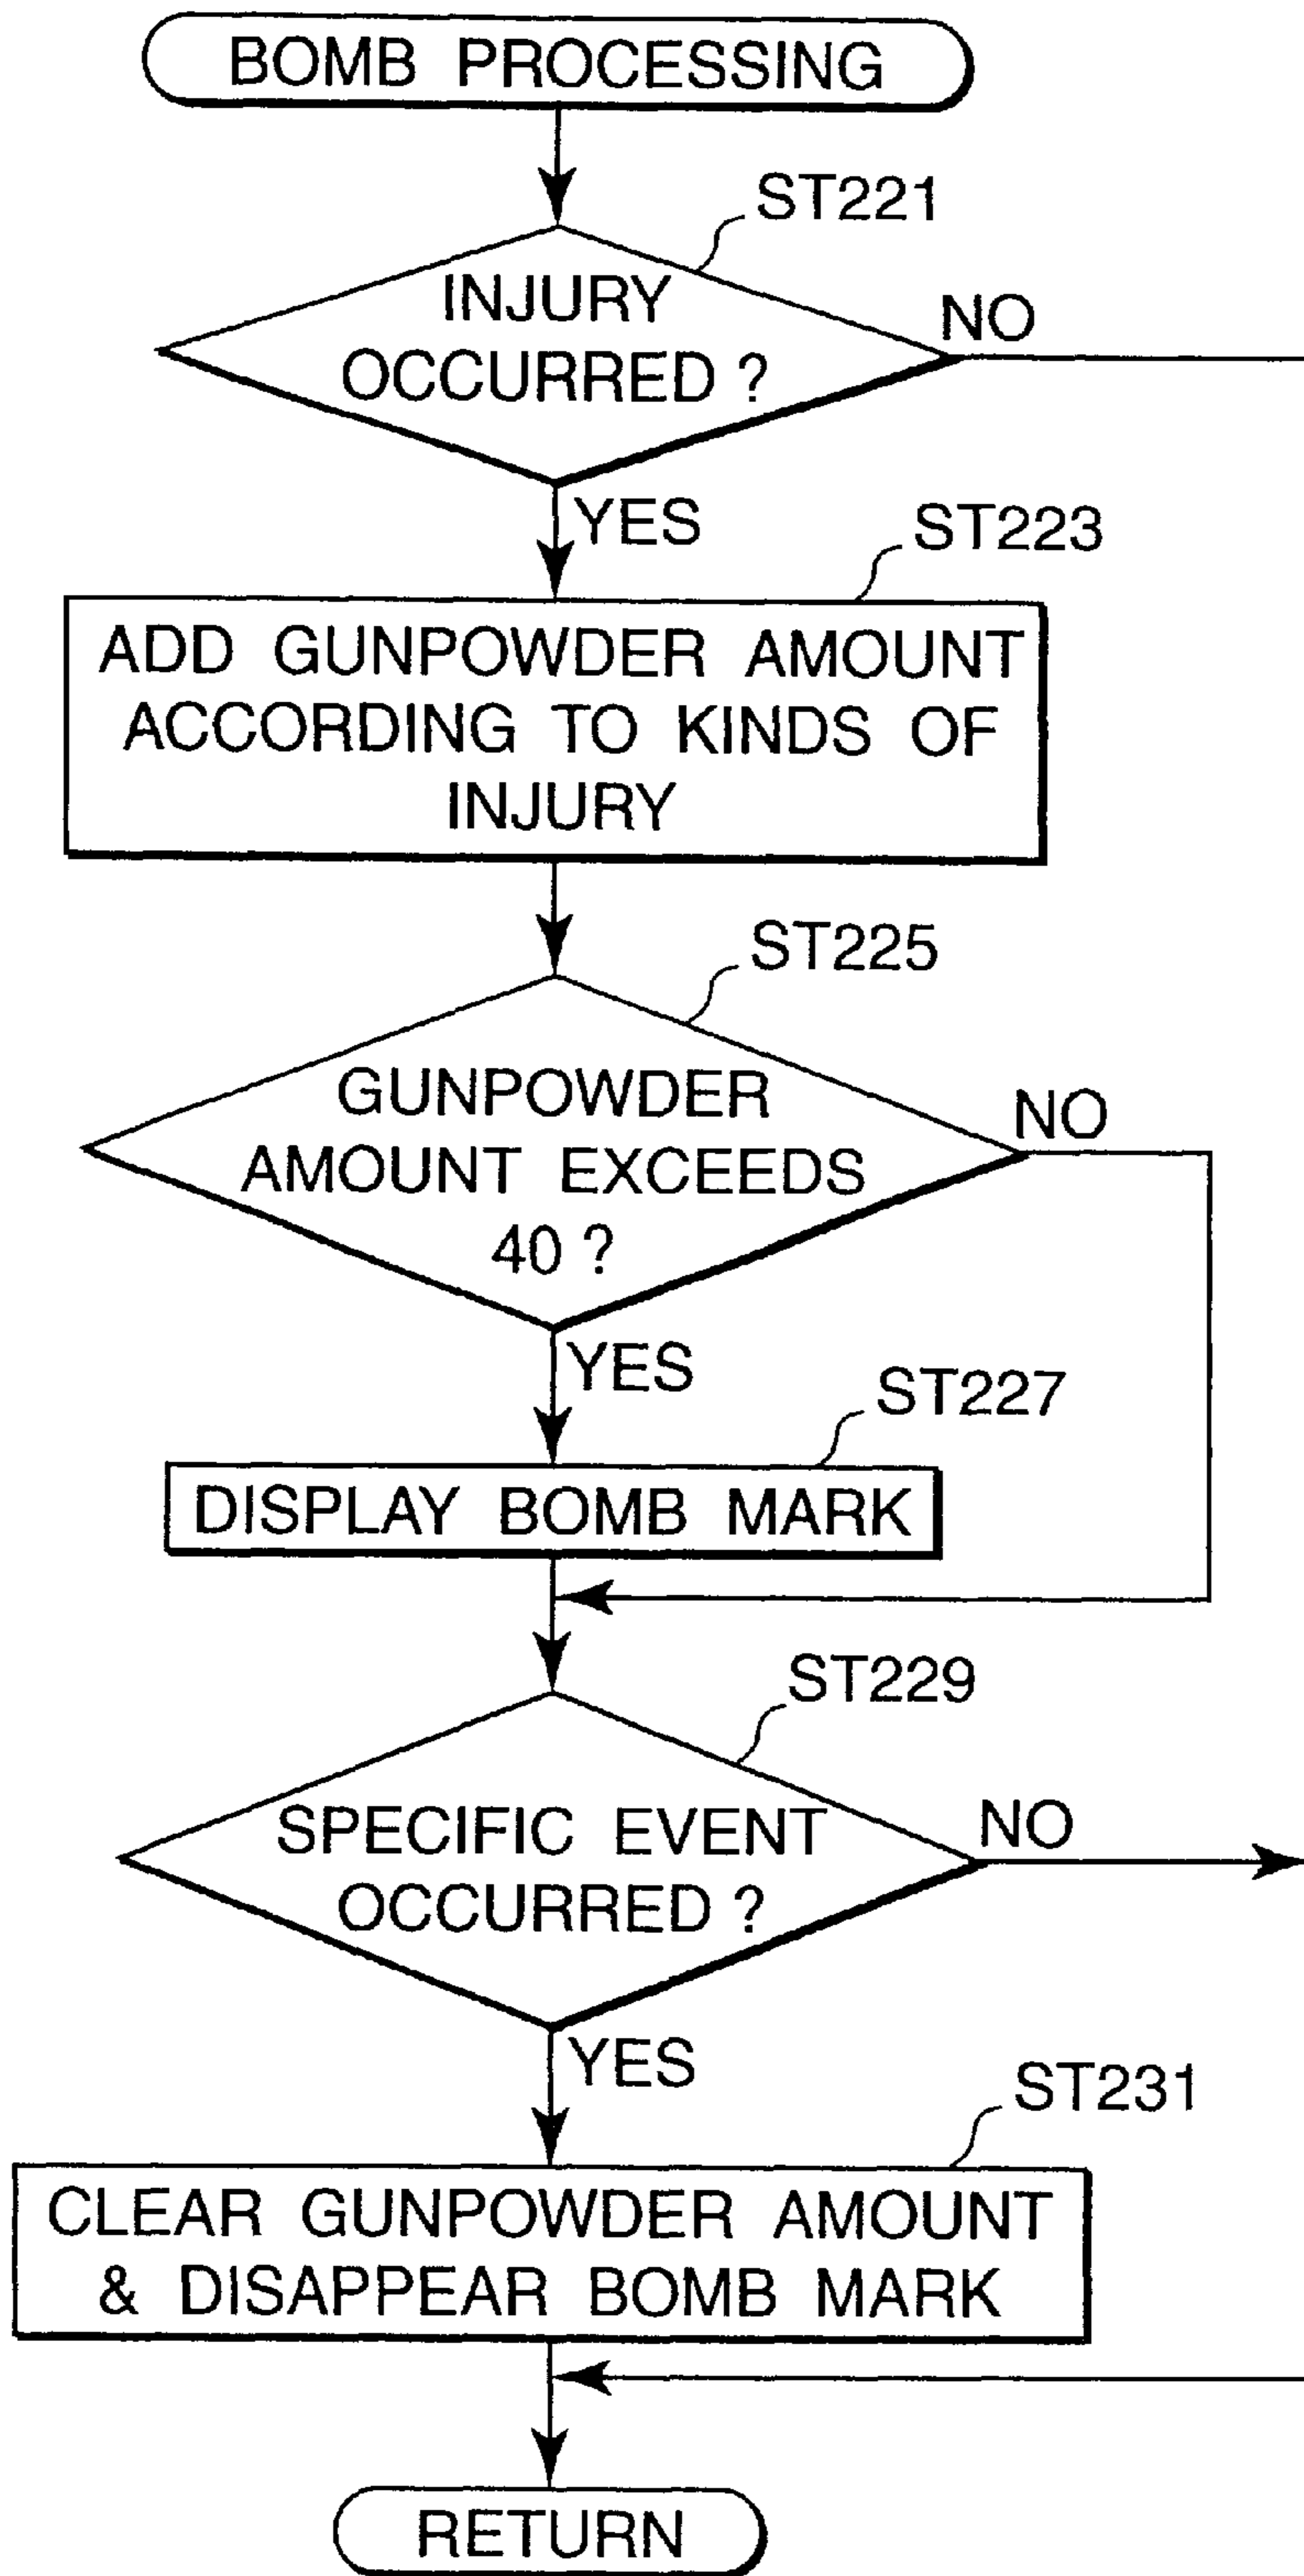 BOMB PROCESSING
ST221
INJURY
OCCURRED ?
NO
YES
ST223
ADD GUNPOWDER AMOUNT
ACCORDING TO KINDS OF
INJURY
ST225
GUNPOWDER
AMOUNT EXCEEDS
40 ?
NO
YES
ST227
DISPLAY BOMB MARK
ST229
SPECIFIC EVENT
OCCURRED ?
NO
YES
ST231
CLEAR GUNPOWDER AMOUNT
& DISAPPEAR BOMB MARK
RETURN